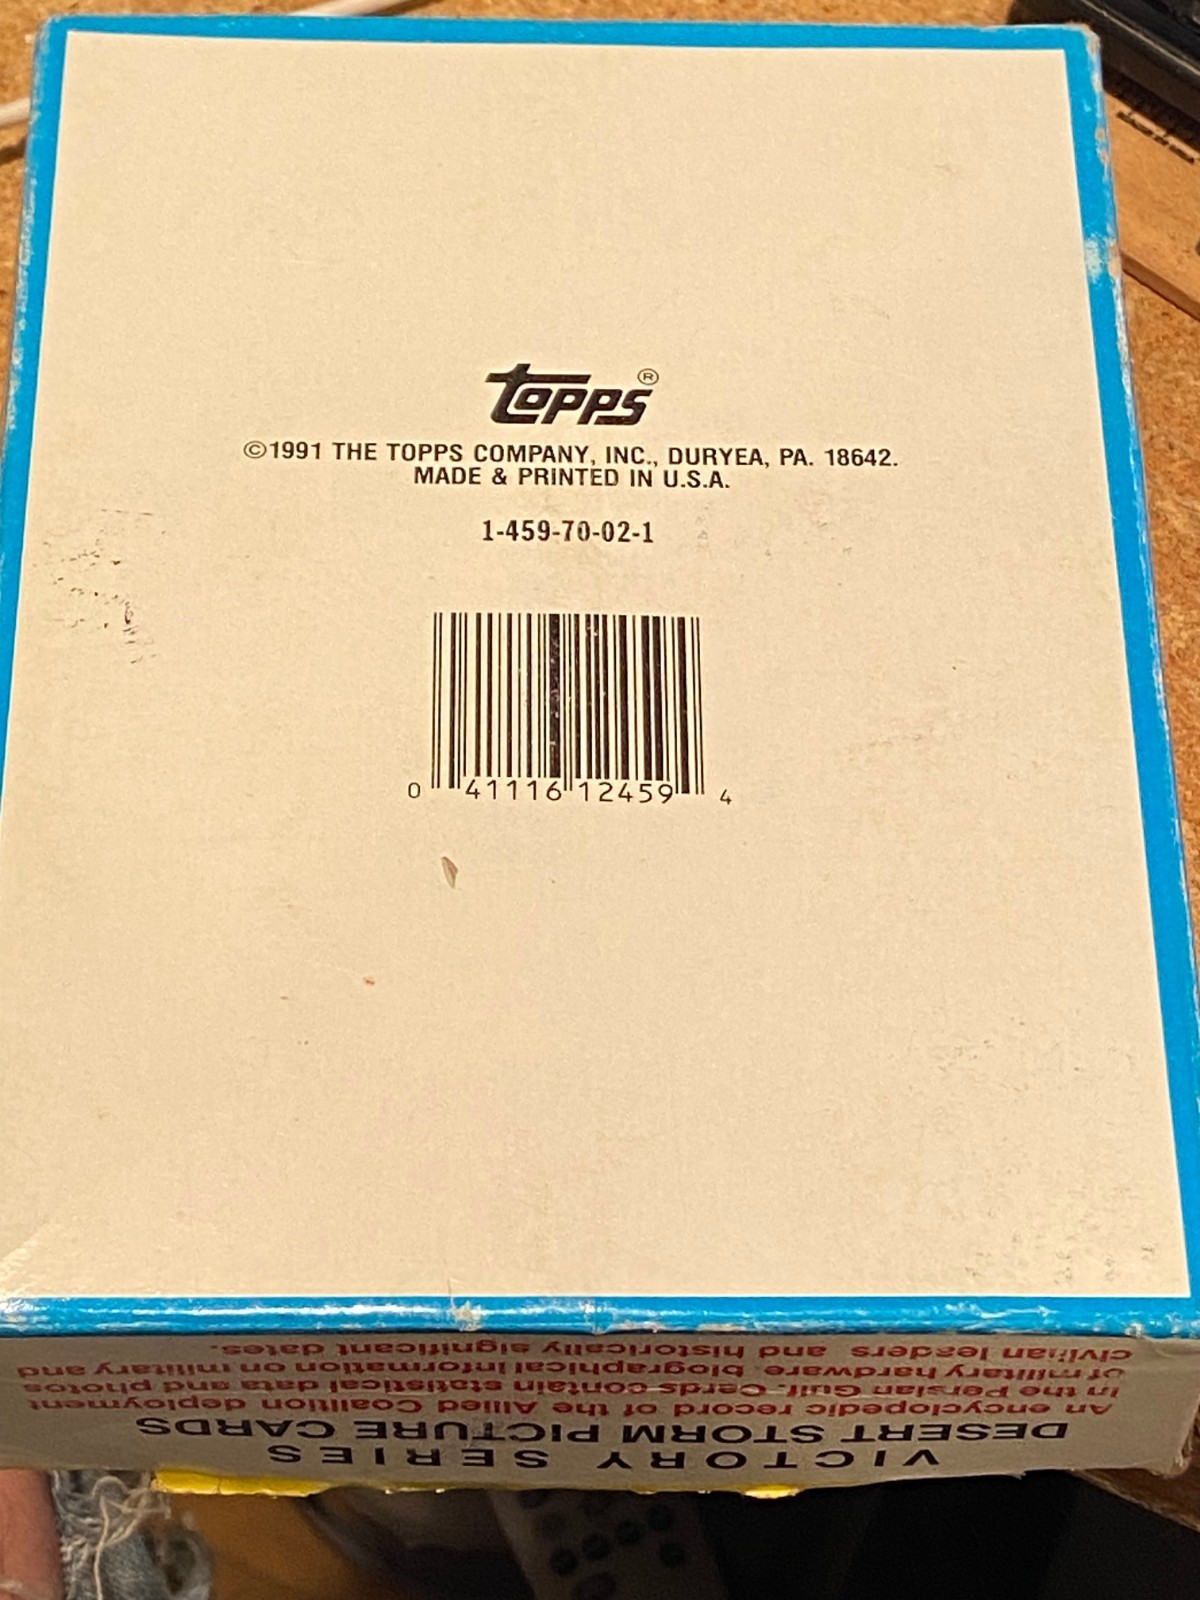 topps®
©1991 THE TOPPS COMPANY, INC., DURYEA, PA. 18642.
MADE & PRINTED IN U.S.A.
1-459-70-02-1
0 41116 12459 4
VICTORY SERIES
DESERT STORM PICTURE CARDS
An encyclopedic record of the Allied Coalition deployment
in the Persian Gulf. Cards contain statistical data and photos
of military hardware, biographical information on military and
civilian leaders and historically significant dates.